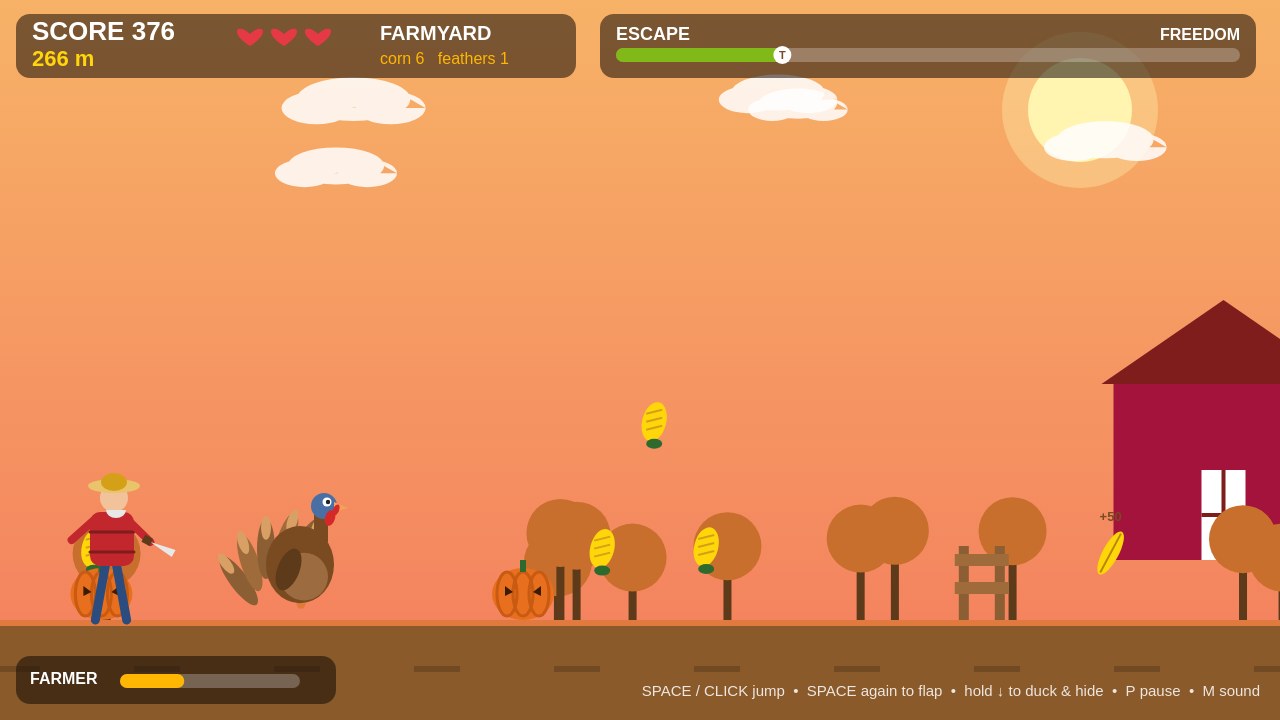 SCORE 376
266 m
FARMYARD
corn 6 feathers 1
ESCAPE
FREEDOM
T
+50
FARMER
SPACE / CLICK jump • SPACE again to flap • hold ↓ to duck & hide • P pause • M sound